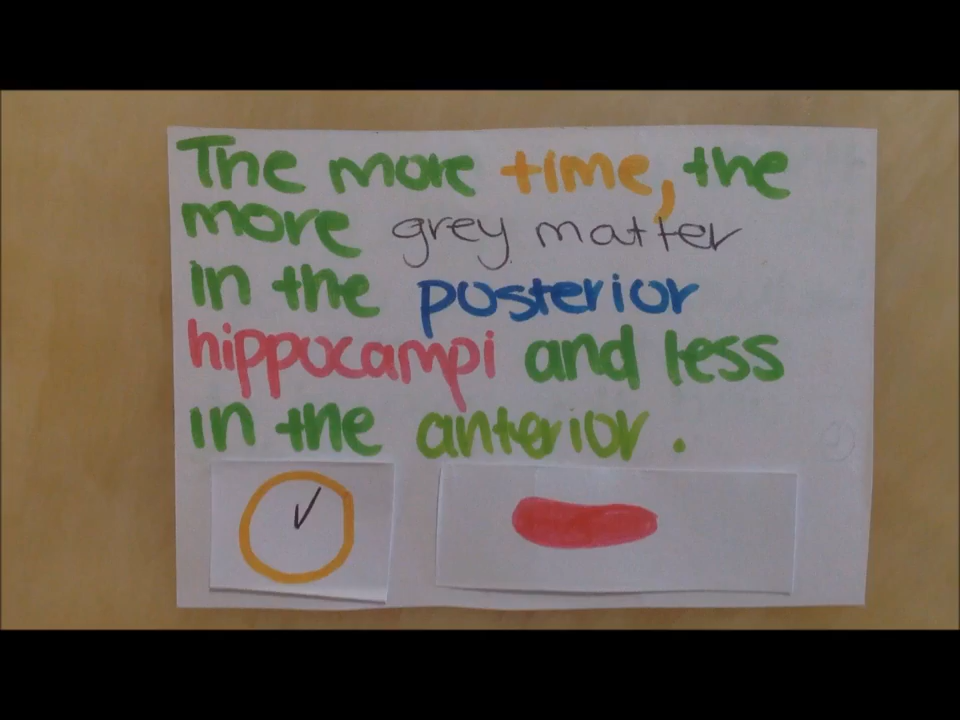 The more time, the
more grey matter
in the posterior
hippocampi and less
in the anterior.